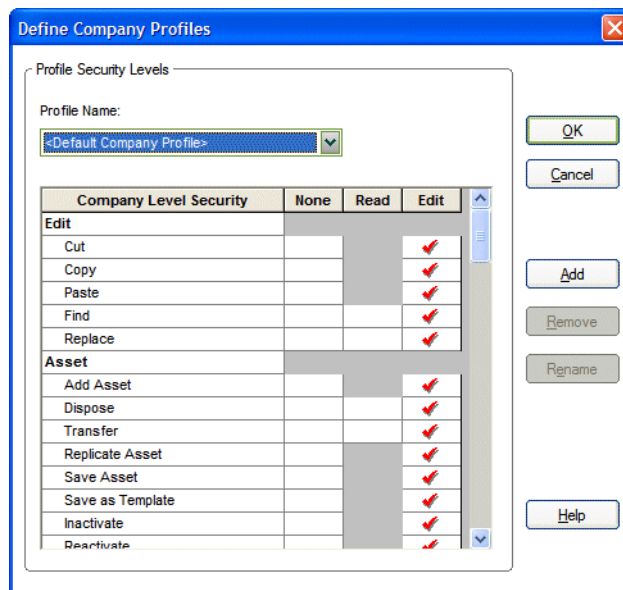 Define Company Profiles
Profile Security Levels
Profile Name:
<Default Company Profile>
OK
Cancel
Company Level Security None Read Edit
Edit
Cut
Copy
Paste
Find
Replace
Asset
Add Asset
Dispose
Transfer
Replicate Asset
Save Asset
Save as Template
Inactivate
Reactivate
Add
Remove
Rename
Help